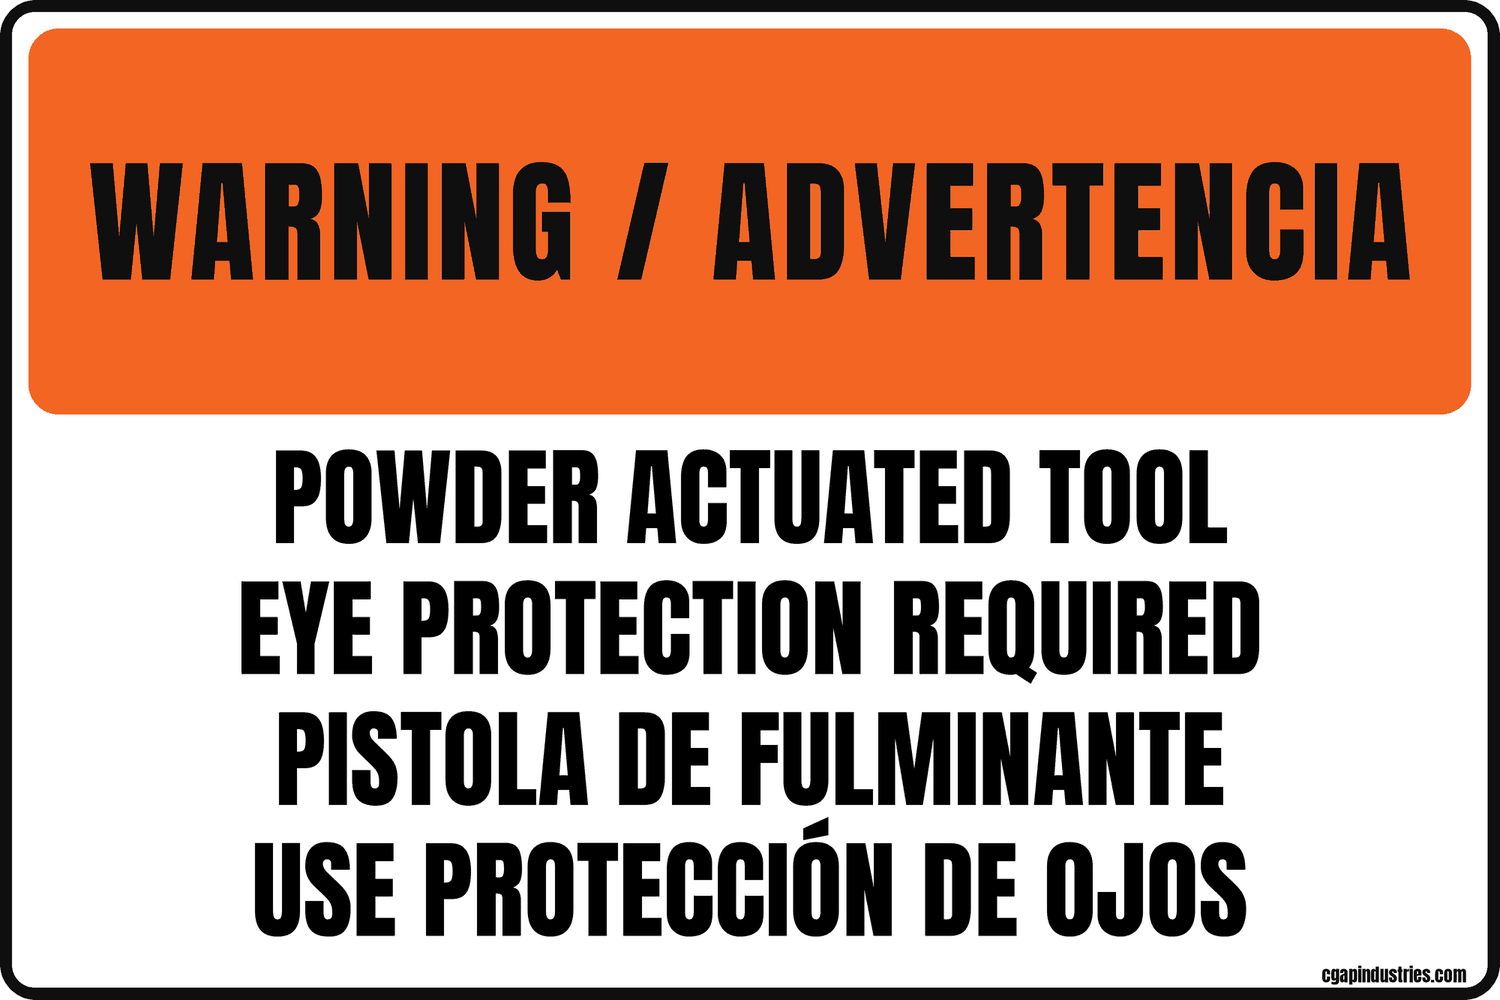 WARNING / ADVERTENCIA
POWDER ACTUATED TOOL
EYE PROTECTION REQUIRED
PISTOLA DE FULMINANTE
USE PROTECCIÓN DE OJOS
cgapindustries.com